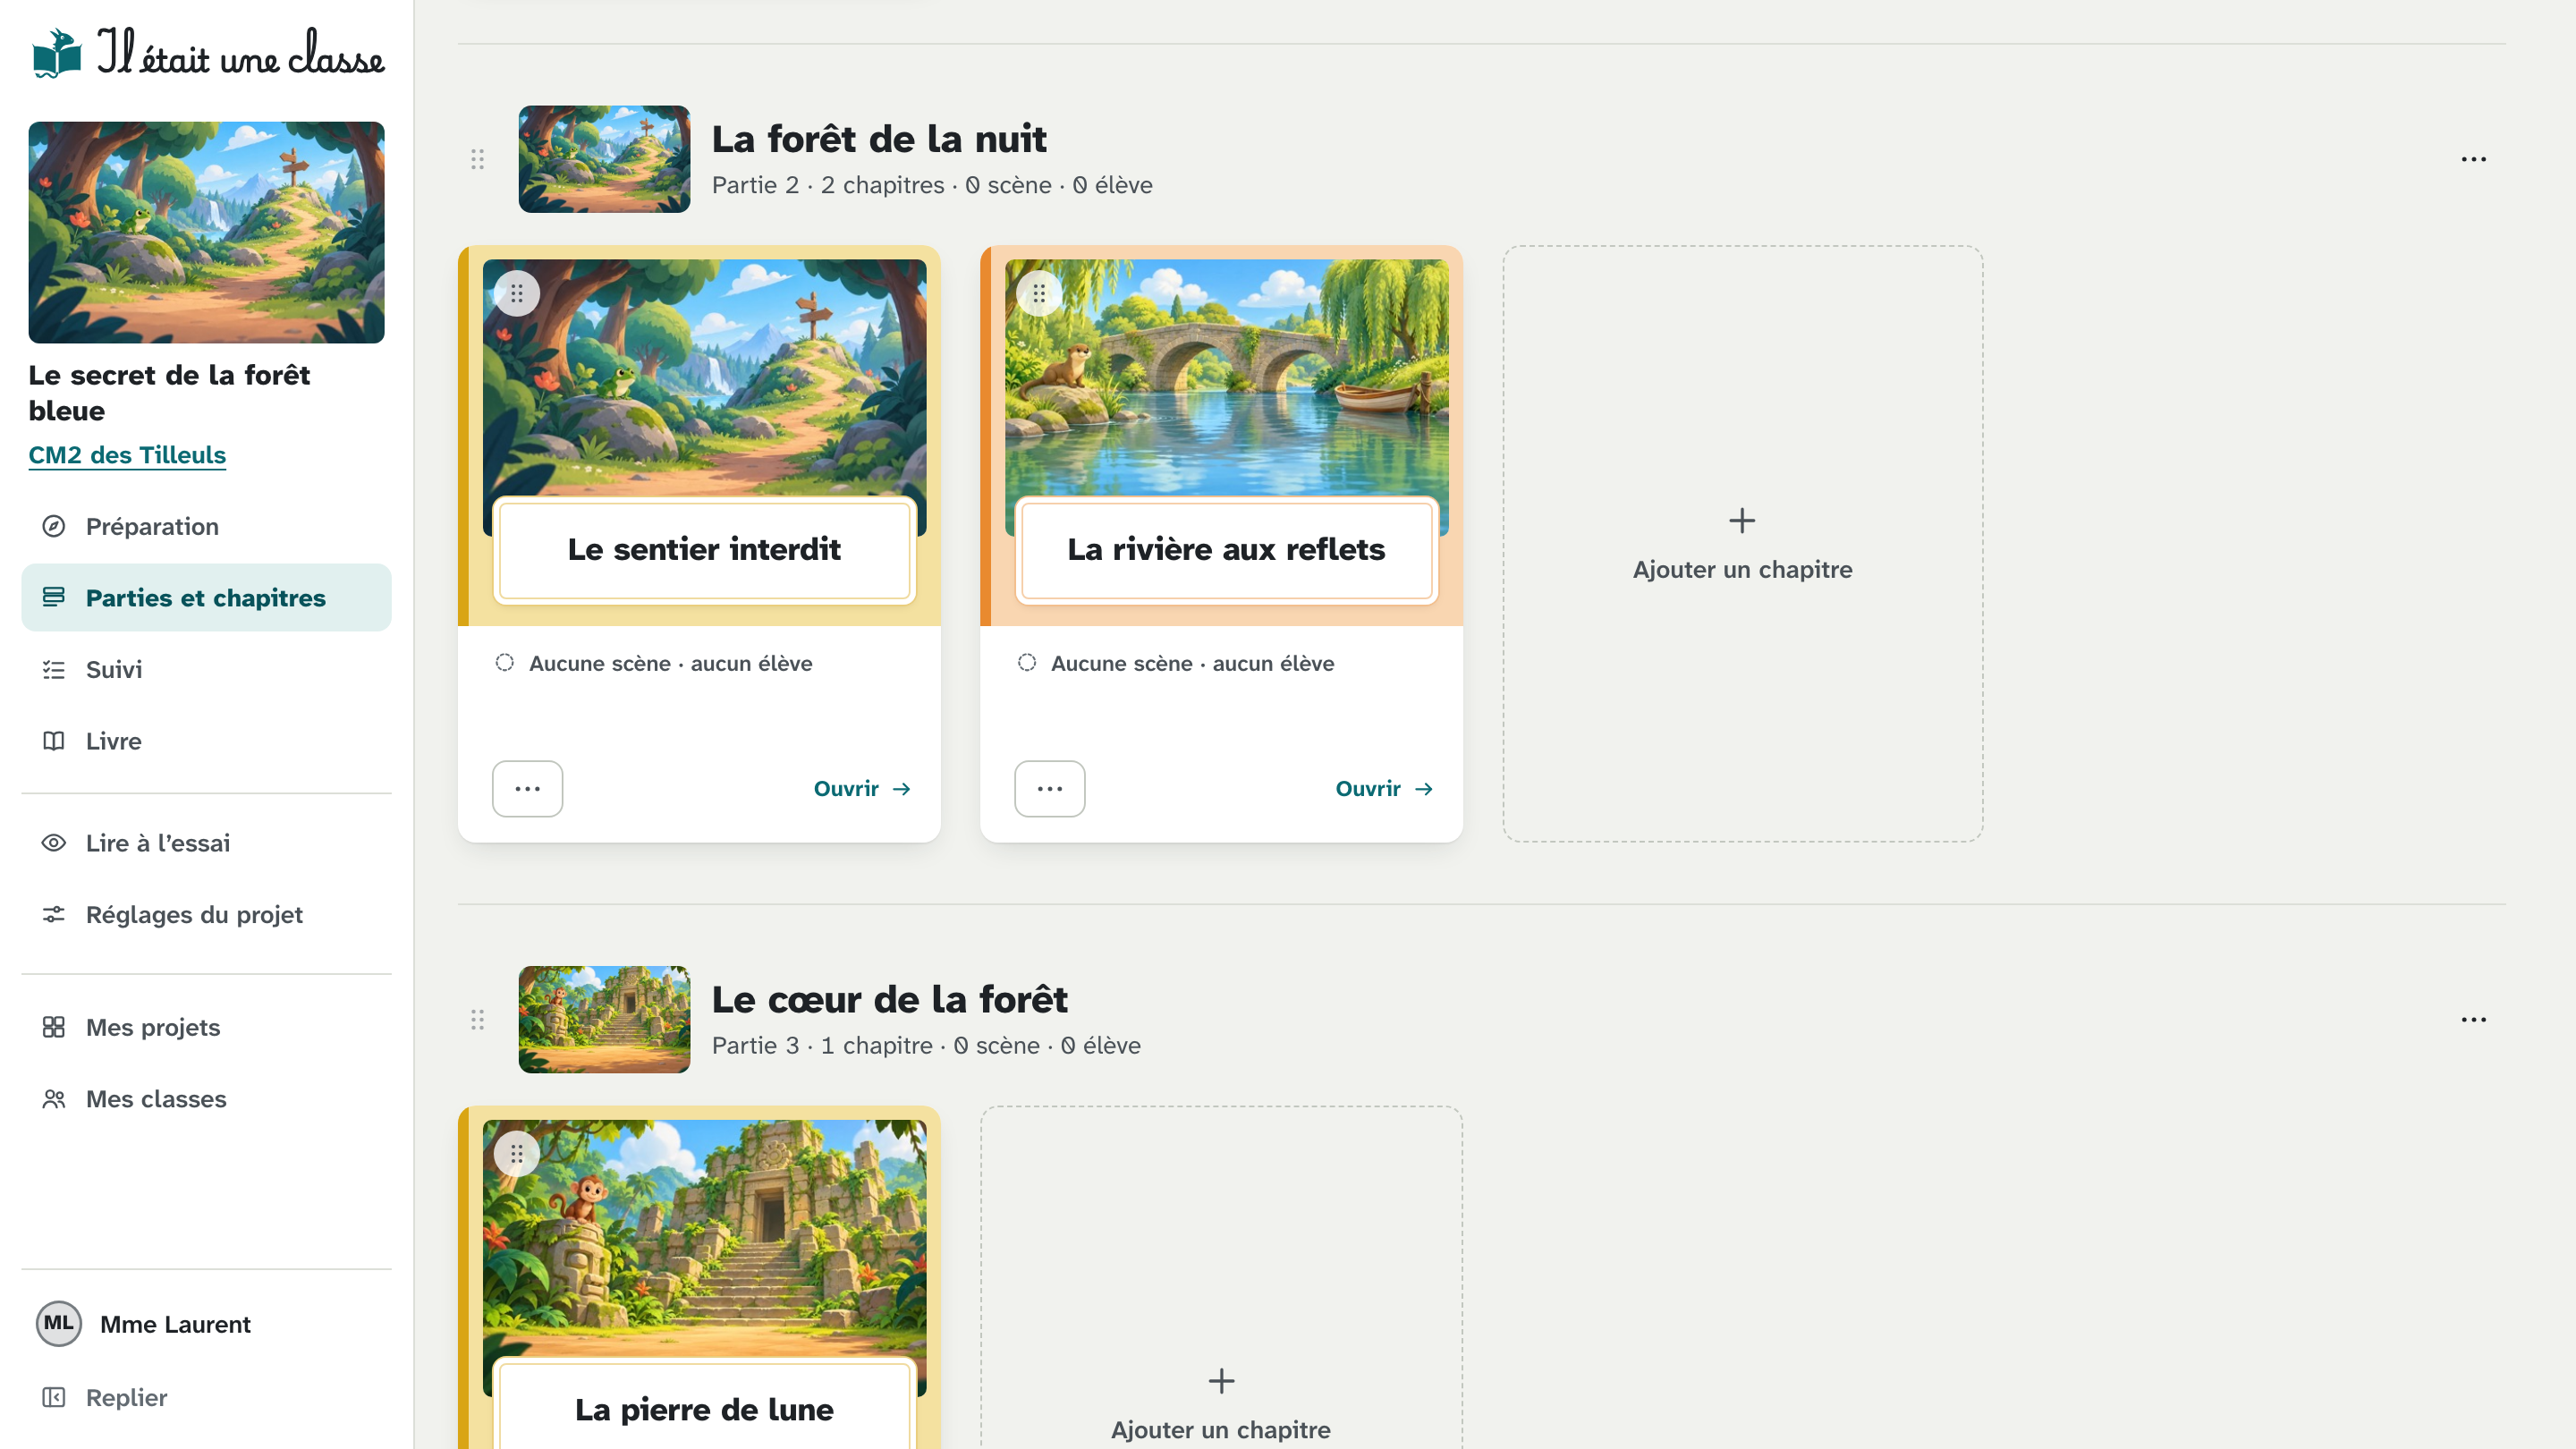 Il était une classe
Le secret de la forêt
bleue
CM2 des Tilleuls
Préparation
Parties et chapitres
Suivi
Livre
Lire à l’essai
Réglages du projet
Mes projets
Mes classes
ML
Mme Laurent
Replier
La forêt de la nuit
Partie 2 · 2 chapitres · 0 scène · 0 élève
Le sentier interdit
Aucune scène · aucun élève
Ouvrir
La rivière aux reflets
Aucune scène · aucun élève
Ouvrir
Ajouter un chapitre
Le cœur de la forêt
Partie 3 · 1 chapitre · 0 scène · 0 élève
La pierre de lune
Ajouter un chapitre